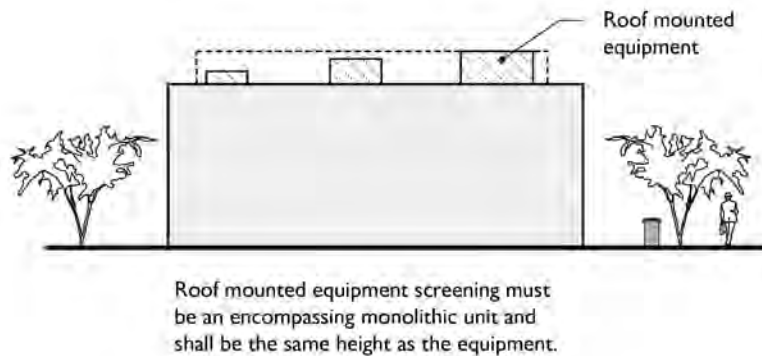 Roof mounted
equipment
Roof mounted equipment screening must
be an encompassing monolithic unit and
shall be the same height as the equipment.